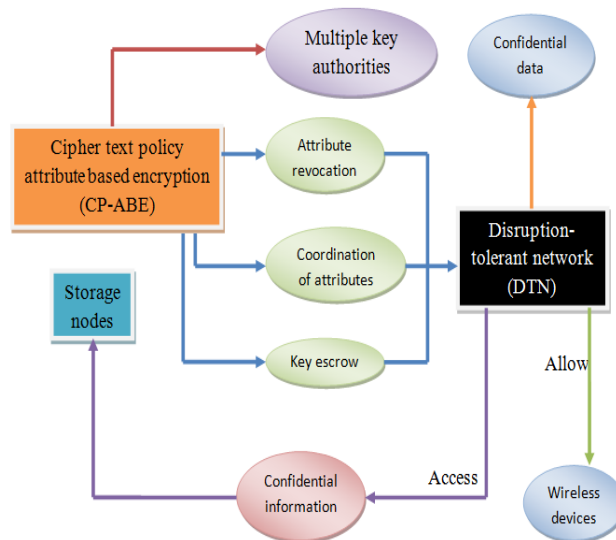 Multiple key
authorities
Confidential
data
Cipher text policy
attribute based encryption
(CP-ABE)
Attribute
revocation
Disruption-
tolerant network
(DTN)
Coordination
of attributes
Storage
nodes
Key escrow
Allow
Access
Confidential
information
Wireless
devices